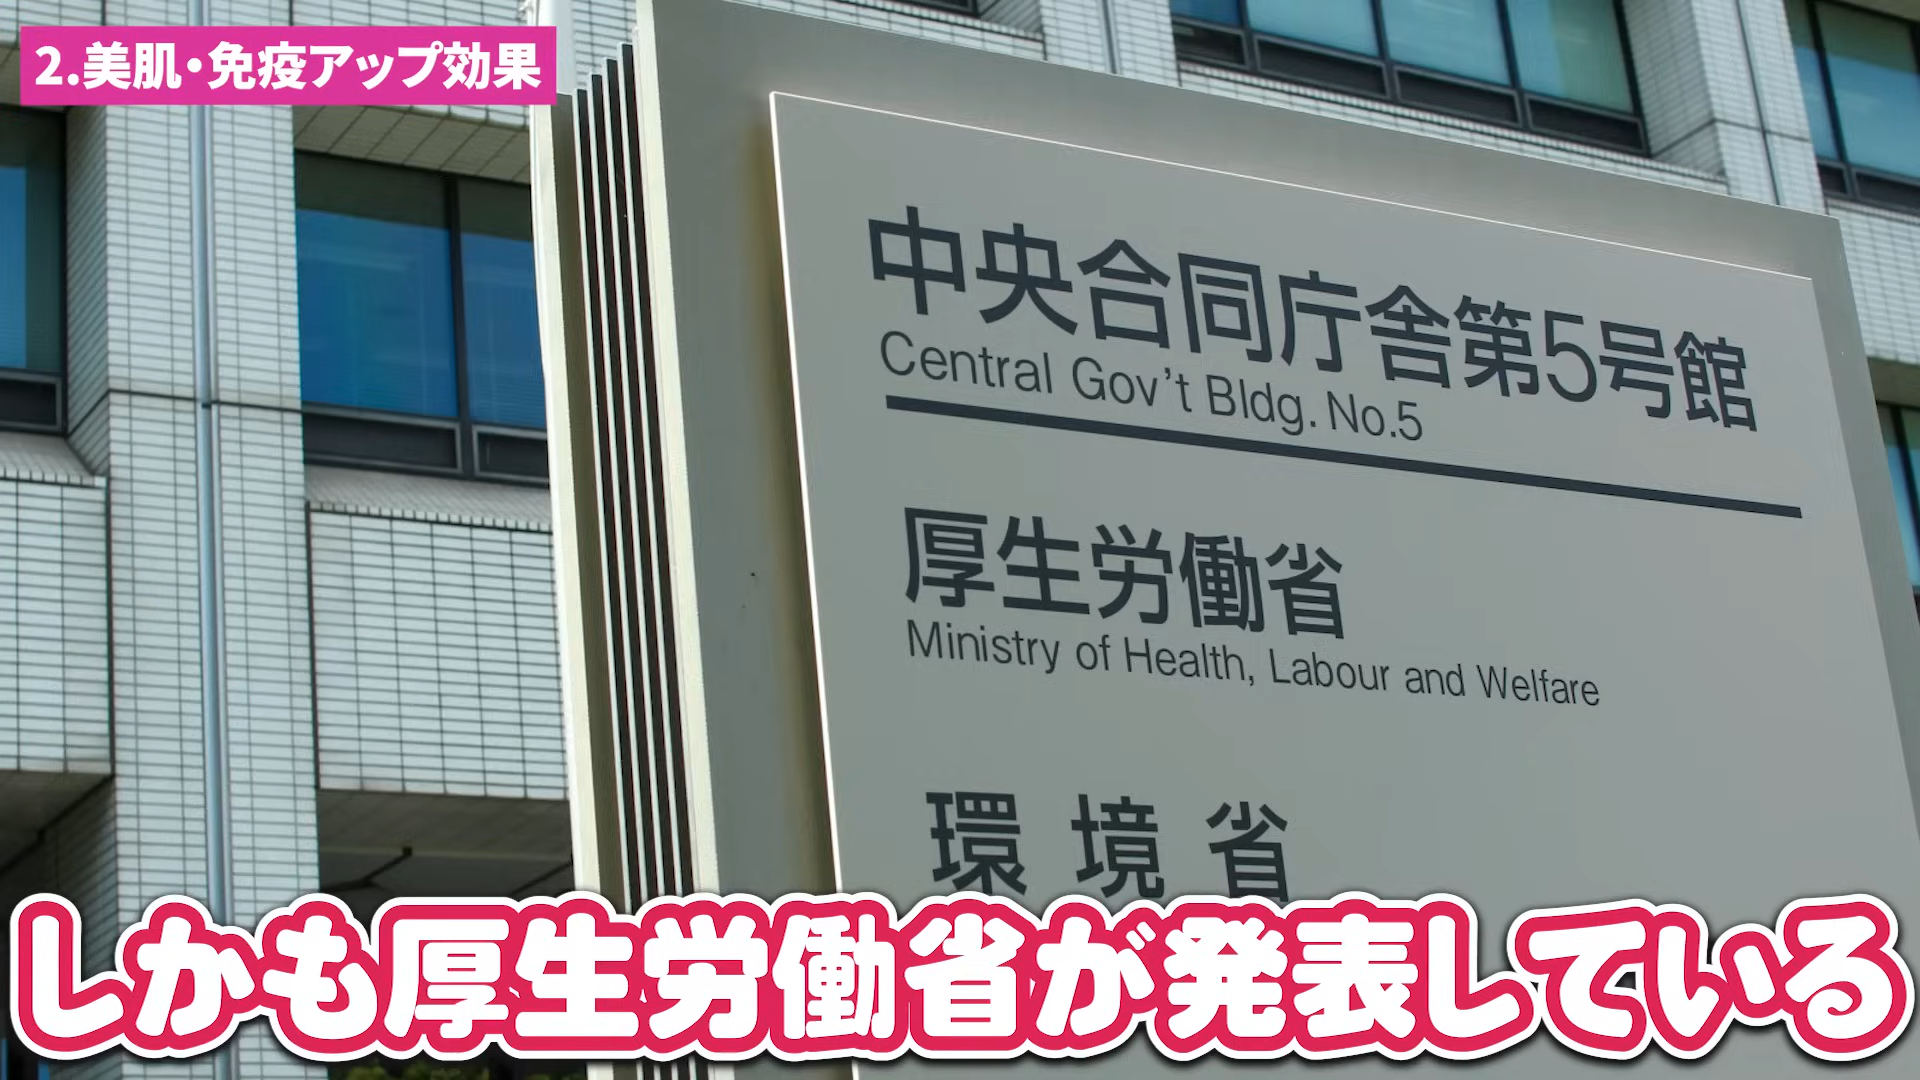 2.美肌・免疫アップ効果
中央合同庁舎第5号館
Central Gov't Bldg. No.5
厚生労働省
Ministry of Health, Labour and Welfare
環境省
しかも厚生労働省が発表している